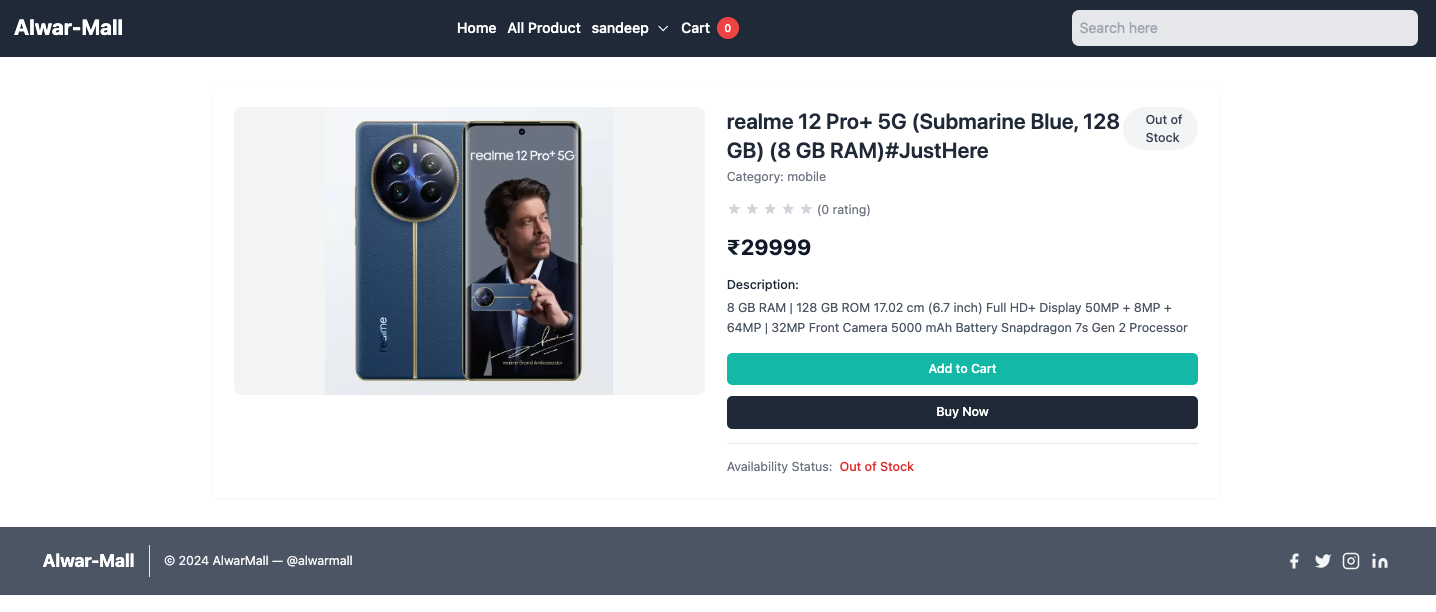 Alwar-Mall
Home All Product sandeep Cart 0
Search here
realme
realme 12 Pro+ 5G
realme Brand Ambassador
realme 12 Pro+ 5G (Submarine Blue, 128
GB) (8 GB RAM)#JustHere
Out of
Stock
Category: mobile
(0 rating)
₹29999
Description:
8 GB RAM | 128 GB ROM 17.02 cm (6.7 inch) Full HD+ Display 50MP + 8MP +
64MP | 32MP Front Camera 5000 mAh Battery Snapdragon 7s Gen 2 Processor
Add to Cart
Buy Now
Availability Status: Out of Stock
Alwar-Mall
© 2024 AlwarMall — @alwarmall